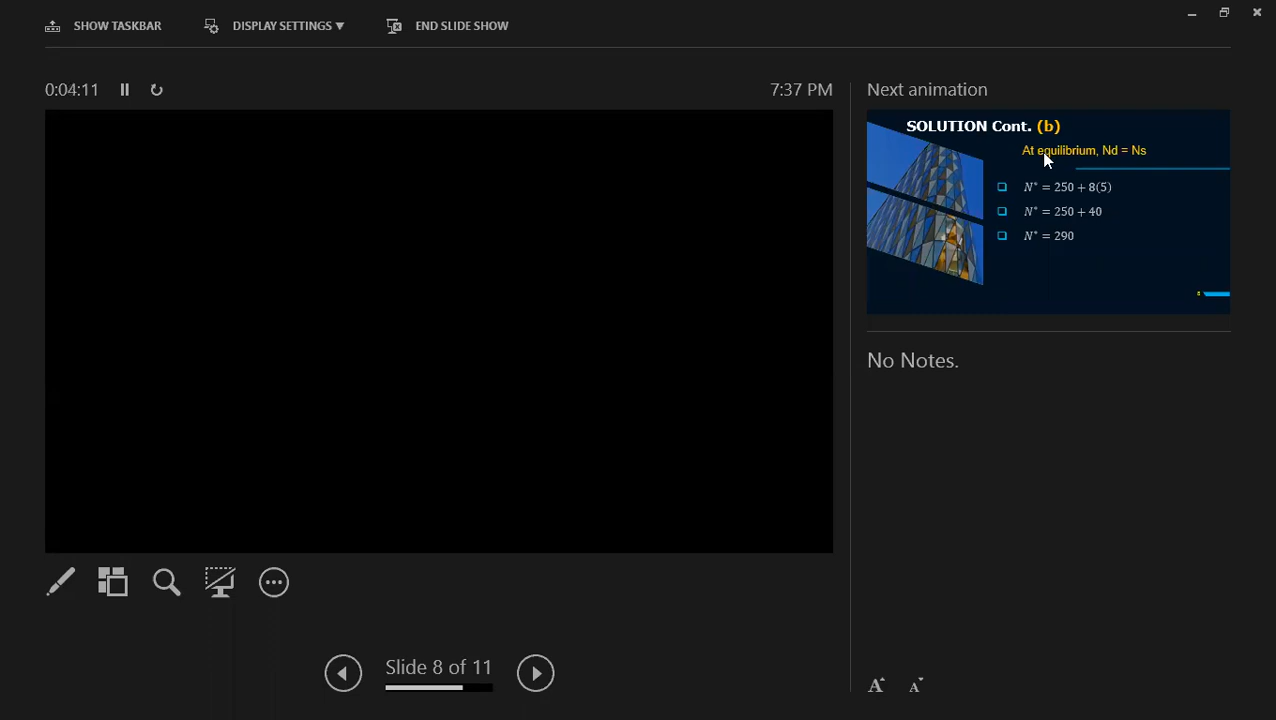 SHOW TASKBAR
DISPLAY SETTINGS ▼
END SLIDE SHOW
0:04:11
7:37 PM
Next animation
SOLUTION Cont. (b)
At equilibrium, Nd = Ns
N* = 250 + 8(5)
N* = 250 + 40
N* = 290
8
No Notes.
Slide 8 of 11
A A